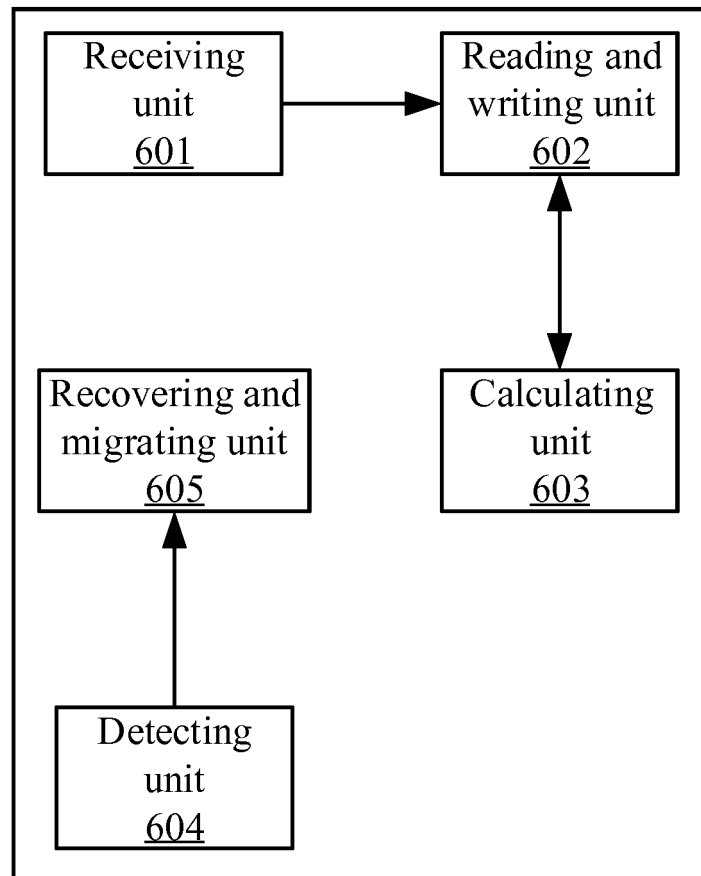 Receiving
unit
601
Reading and
writing unit
602
Recovering and
migrating unit
605
Calculating
unit
603
Detecting
unit
604